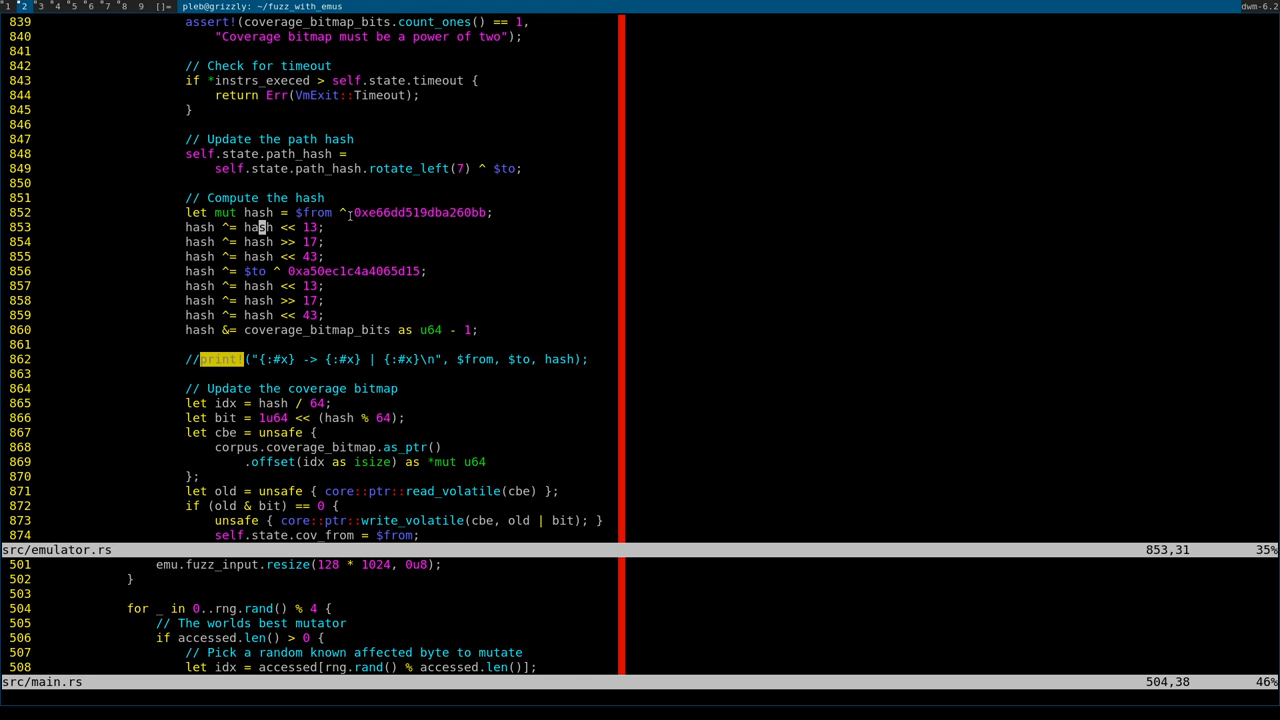 1 2 3 4 5 6 7 8 9 []= pleb@grizzly: ~/fuzz_with_emus dwm-6.2
839 assert!(coverage_bitmap_bits.count_ones() == 1,
840 "Coverage bitmap must be a power of two");
841
842 // Check for timeout
843 if *instrs_execed > self.state.timeout {
844 return Err(VmExit::Timeout);
845 }
846
847 // Update the path hash
848 self.state.path_hash =
849 self.state.path_hash.rotate_left(7) ^ $to;
850
851 // Compute the hash
852 let mut hash = $from ^ 0xe66dd519dba260bb;
853 hash ^= hash << 13;
854 hash ^= hash >> 17;
855 hash ^= hash << 43;
856 hash ^= $to ^ 0xa50ec1c4a4065d15;
857 hash ^= hash << 13;
858 hash ^= hash >> 17;
859 hash ^= hash << 43;
860 hash &= coverage_bitmap_bits as u64 - 1;
861
862 //print!("{:#x} -> {:#x} | {:#x}\n", $from, $to, hash);
863
864 // Update the coverage bitmap
865 let idx = hash / 64;
866 let bit = 1u64 << (hash % 64);
867 let cbe = unsafe {
868 corpus.coverage_bitmap.as_ptr()
869 .offset(idx as isize) as *mut u64
870 };
871 let old = unsafe { core::ptr::read_volatile(cbe) };
872 if (old & bit) == 0 {
873 unsafe { core::ptr::write_volatile(cbe, old | bit); }
874 self.state.cov_from = $from;
src/emulator.rs 853,31 35%
501 emu.fuzz_input.resize(128 * 1024, 0u8);
502 }
503
504 for _ in 0..rng.rand() % 4 {
505 // The worlds best mutator
506 if accessed.len() > 0 {
507 // Pick a random known affected byte to mutate
508 let idx = accessed[rng.rand() % accessed.len()];
src/main.rs 504,38 46%